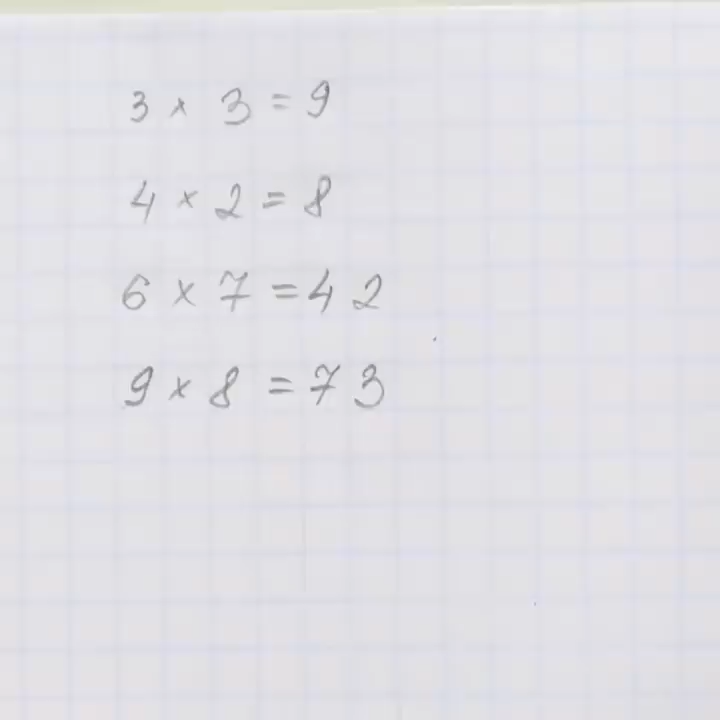 3 × 3 = 9
4 × 2 = 8
6 × 7 = 42
9 × 8 = 73